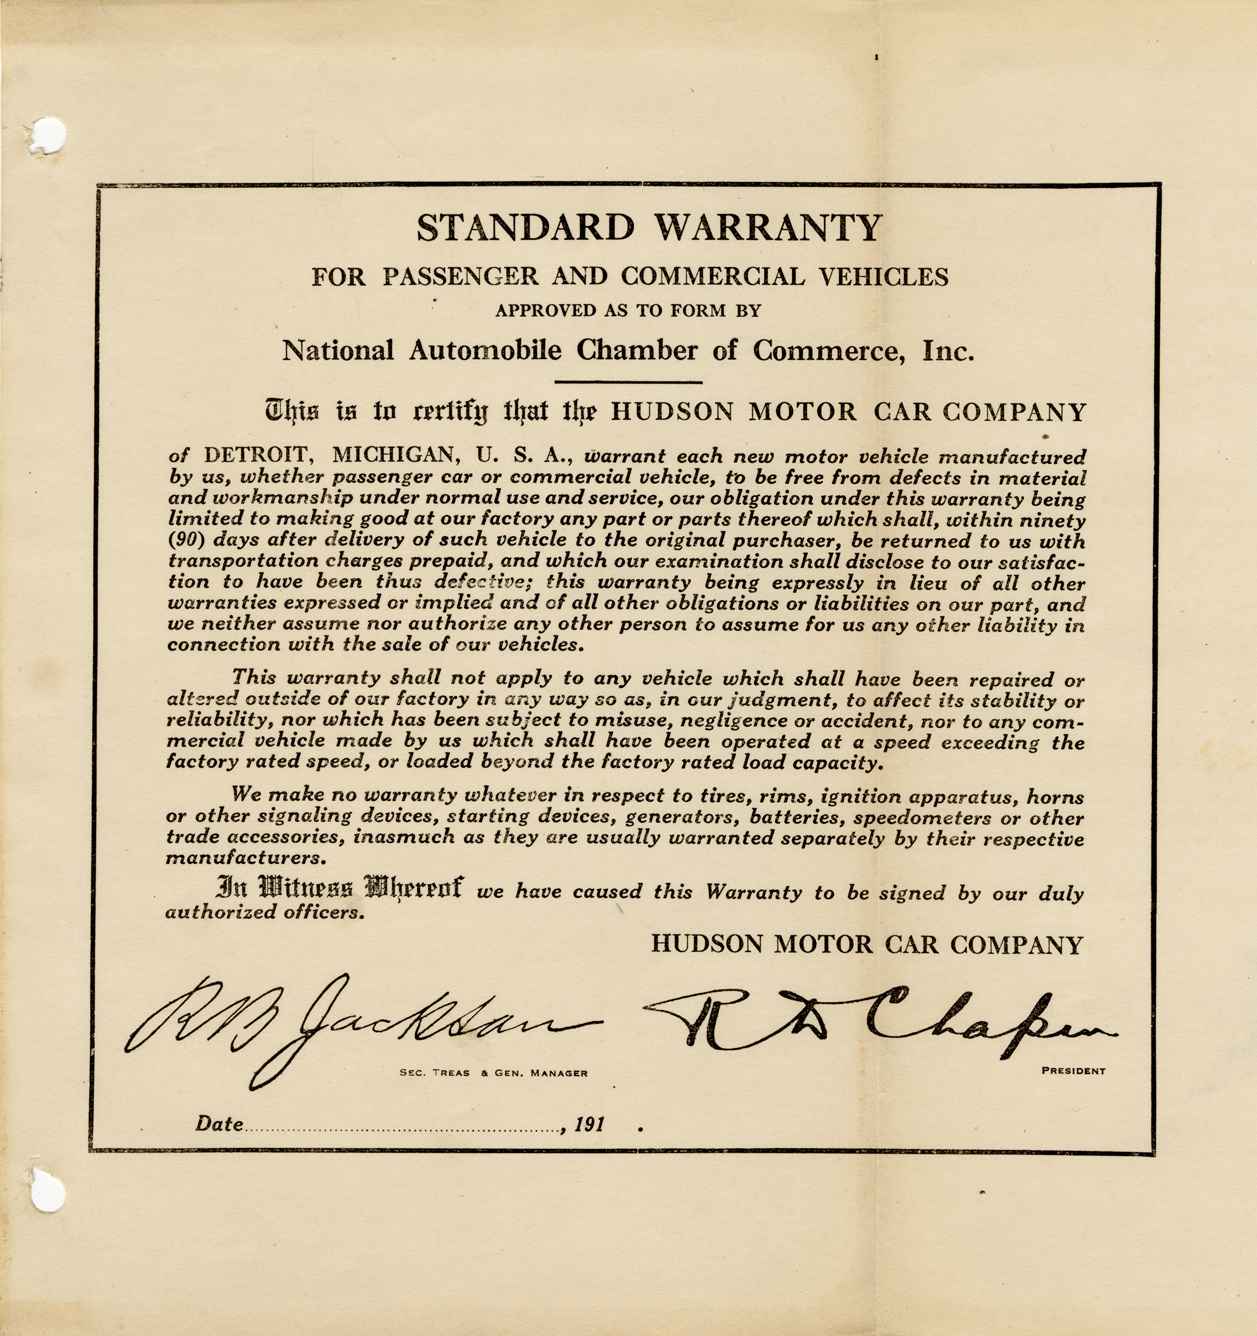 STANDARD WARRANTY
FOR PASSENGER AND COMMERCIAL VEHICLES
APPROVED AS TO FORM BY
National Automobile Chamber of Commerce, Inc.
This is to certify that the HUDSON MOTOR CAR COMPANY
of DETROIT, MICHIGAN, U. S. A., warrant each new motor vehicle manufactured
by us, whether passenger car or commercial vehicle, to be free from defects in material
and workmanship under normal use and service, our obligation under this warranty being
limited to making good at our factory any part or parts thereof which shall, within ninety
(90) days after delivery of such vehicle to the original purchaser, be returned to us with
transportation charges prepaid, and which our examination shall disclose to our satisfac-
tion to have been thus defective; this warranty being expressly in lieu of all other
warranties expressed or implied and of all other obligations or liabilities on our part, and
we neither assume nor authorize any other person to assume for us any other liability in
connection with the sale of our vehicles.
This warranty shall not apply to any vehicle which shall have been repaired or
altered outside of our factory in any way so as, in our judgment, to affect its stability or
reliability, nor which has been subject to misuse, negligence or accident, nor to any com-
mercial vehicle made by us which shall have been operated at a speed exceeding the
factory rated speed, or loaded beyond the factory rated load capacity.
We make no warranty whatever in respect to tires, rims, ignition apparatus, horns
or other signaling devices, starting devices, generators, batteries, speedometers or other
trade accessories, inasmuch as they are usually warranted separately by their respective
manufacturers.
In Witness Whereof we have caused this Warranty to be signed by our duly
authorized officers.
HUDSON MOTOR CAR COMPANY
R B Jackson R D Chapin
SEC. TREAS & GEN. MANAGER PRESIDENT
Date........................................, 191 .